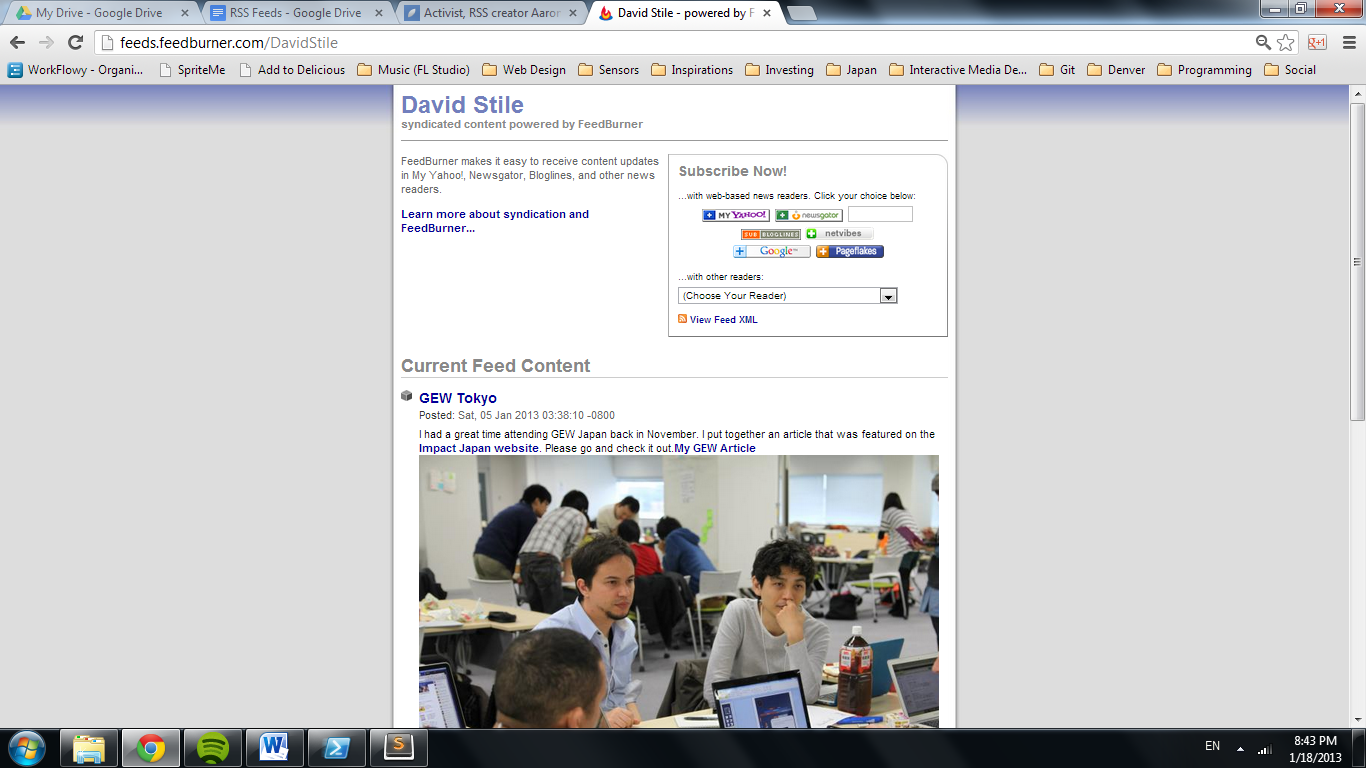 My Drive - Google Drive
RSS Feeds - Google Drive
Activist, RSS creator Aaron
David Stile - powered by F
feeds.feedburner.com/DavidStile
WorkFlowy - Organi...
SpriteMe
Add to Delicious
Music (FL Studio)
Web Design
Sensors
Inspirations
Investing
Japan
Interactive Media De...
Git
Denver
Programming
Social
David Stile
syndicated content powered by FeedBurner
FeedBurner makes it easy to receive content updates
in My Yahoo!, Newsgator, Bloglines, and other news
readers.
Learn more about syndication and
FeedBurner...
Subscribe Now!
...with web-based news readers. Click your choice below:
MY YAHOO! newsgator
SUB BLOGLINES netvibes
Google™ Pageflakes
...with other readers:
(Choose Your Reader)
View Feed XML
Current Feed Content
GEW Tokyo
Posted: Sat, 05 Jan 2013 03:38:10 -0800
I had a great time attending GEW Japan back in November. I put together an article that was featured on the
Impact Japan website. Please go and check it out.My GEW Article
EN
8:43 PM
1/18/2013